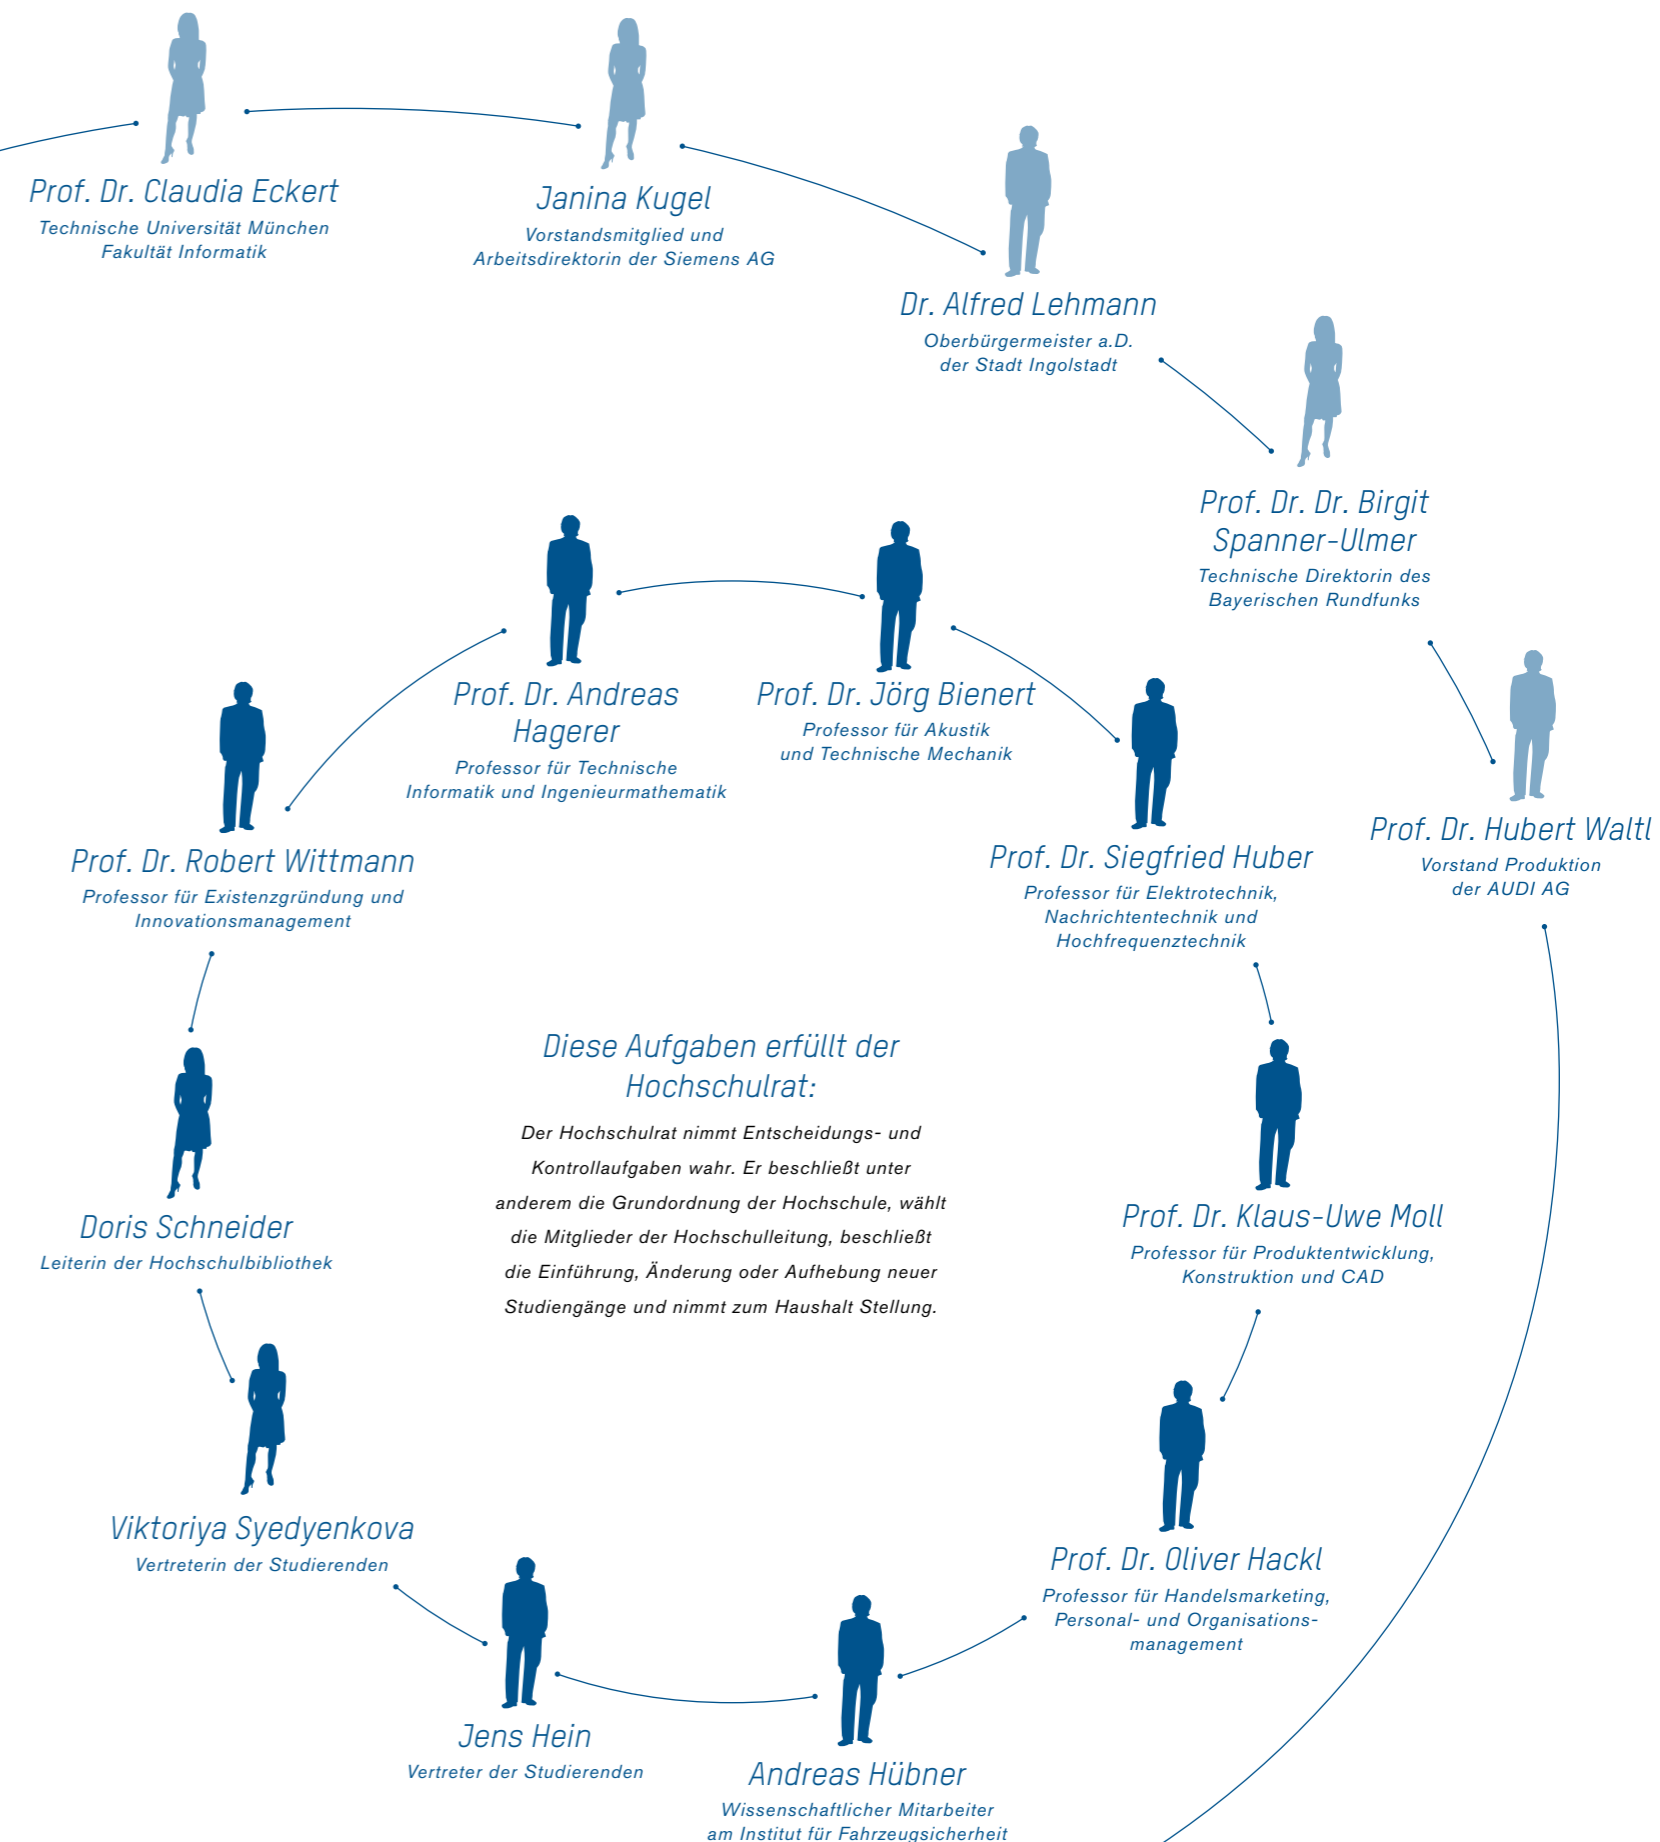 Prof. Dr. Claudia Eckert
Technische Universität München
Fakultät Informatik
Janina Kugel
Vorstandsmitglied und
Arbeitsdirektorin der Siemens AG
Dr. Alfred Lehmann
Oberbürgermeister a.D.
der Stadt Ingolstadt
Prof. Dr. Dr. Birgit
Spanner-Ulmer
Technische Direktorin des
Bayerischen Rundfunks
Prof. Dr. Hubert Waltl
Vorstand Produktion
der AUDI AG
Prof. Dr. Andreas
Hagerer
Professor für Technische
Informatik und Ingenieurmathematik
Prof. Dr. Jörg Bienert
Professor für Akustik
und Technische Mechanik
Prof. Dr. Siegfried Huber
Professor für Elektrotechnik,
Nachrichtentechnik und
Hochfrequenztechnik
Prof. Dr. Robert Wittmann
Professor für Existenzgründung und
Innovationsmanagement
Diese Aufgaben erfüllt der
Hochschulrat:
Der Hochschulrat nimmt Entscheidungs- und
Kontrollaufgaben wahr. Er beschließt unter
anderem die Grundordnung der Hochschule, wählt
die Mitglieder der Hochschulleitung, beschließt
die Einführung, Änderung oder Aufhebung neuer
Studiengänge und nimmt zum Haushalt Stellung.
Prof. Dr. Klaus-Uwe Moll
Professor für Produktentwicklung,
Konstruktion und CAD
Doris Schneider
Leiterin der Hochschulbibliothek
Viktoriya Syedyenkova
Vertreterin der Studierenden
Prof. Dr. Oliver Hackl
Professor für Handelsmarketing,
Personal- und Organisations-
management
Jens Hein
Vertreter der Studierenden
Andreas Hübner
Wissenschaftlicher Mitarbeiter
am Institut für Fahrzeugsicherheit